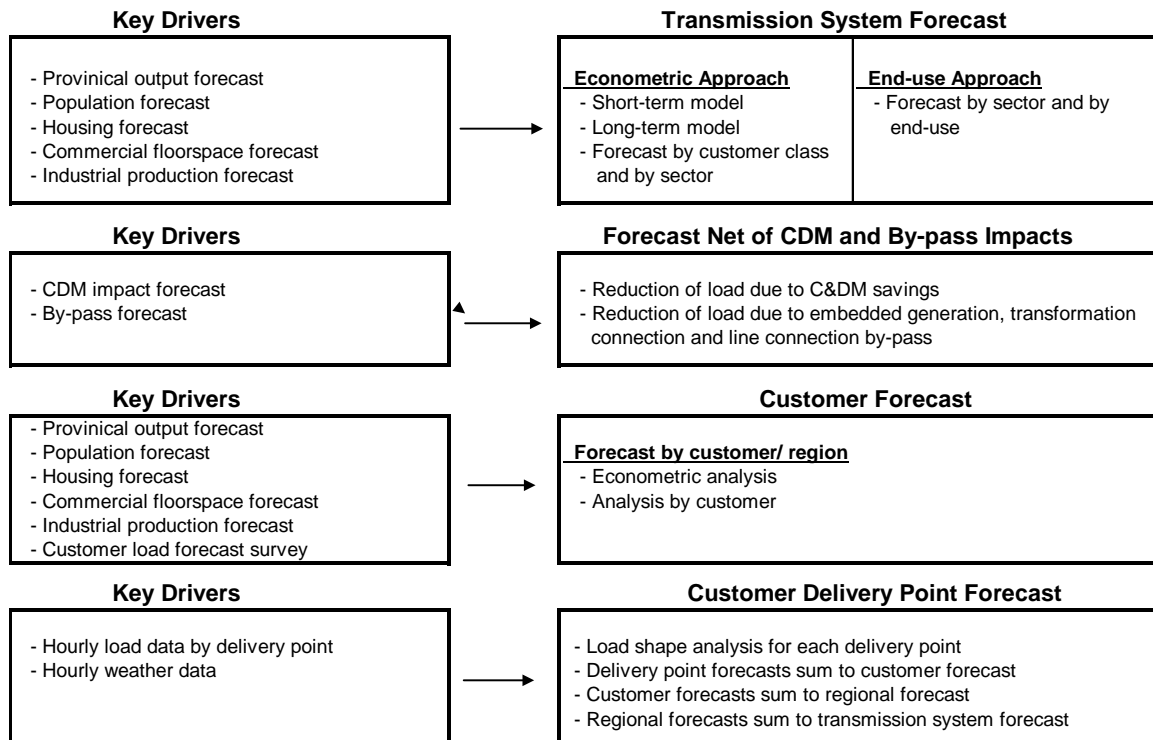 Key Drivers
- Provinical output forecast
- Population forecast
- Housing forecast
- Commercial floorspace forecast
- Industrial production forecast
Transmission System Forecast
Econometric Approach
- Short-term model
- Long-term model
- Forecast by customer class
and by sector
End-use Approach
- Forecast by sector and by
end-use
Key Drivers
- CDM impact forecast
- By-pass forecast
Forecast Net of CDM and By-pass Impacts
- Reduction of load due to C&DM savings
- Reduction of load due to embedded generation, transformation
connection and line connection by-pass
Key Drivers
- Provinical output forecast
- Population forecast
- Housing forecast
- Commercial floorspace forecast
- Industrial production forecast
- Customer load forecast survey
Customer Forecast
Forecast by customer/ region
- Econometric analysis
- Analysis by customer
Key Drivers
- Hourly load data by delivery point
- Hourly weather data
Customer Delivery Point Forecast
- Load shape analysis for each delivery point
- Delivery point forecasts sum to customer forecast
- Customer forecasts sum to regional forecast
- Regional forecasts sum to transmission system forecast